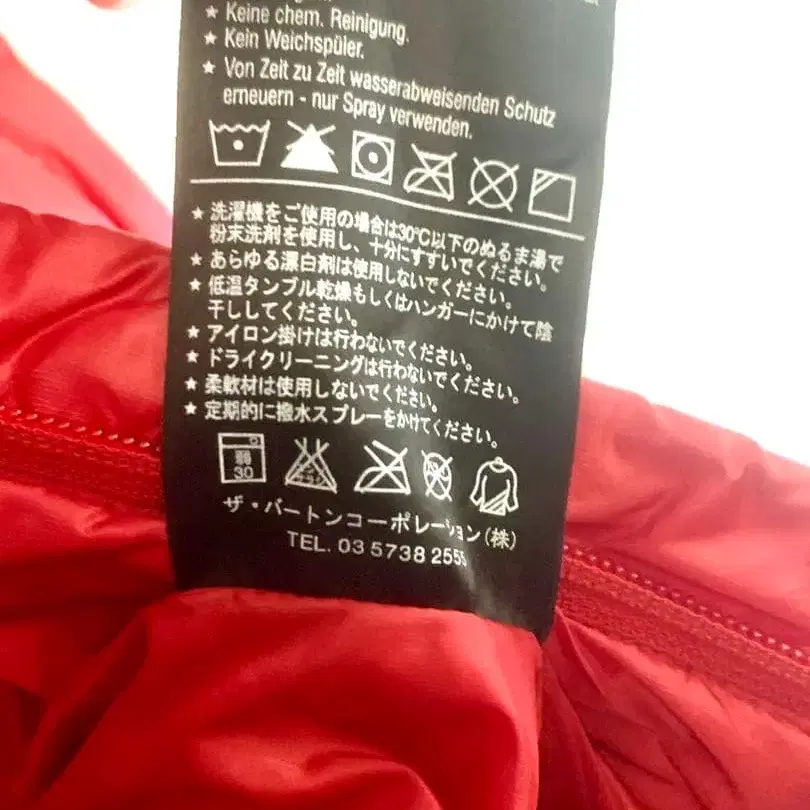 ★ Keine chem. Reinigung.
★ Kein Weichspüler.
★ Von Zeit zu Zeit wasserabweisenden Schutz
erneuern - nur Spray verwenden.
★ 洗濯機をご使用の場合は30℃以下のぬるま湯で
粉末洗剤を使用し、十分にすすいでください。
★ あらゆる漂白剤は使用しないでください。
★ 低温タンブル乾燥もしくはハンガーにかけて陰
干ししてください。
★ アイロン掛けは行わないでください。
★ ドライクリーニングは行わないでください。
★ 柔軟材は使用しないでください。
★ 定期的に撥水スプレーをかけてください。
弱
30
ザ・バートンコーポレーション(株)
TEL. 03 5738 2555